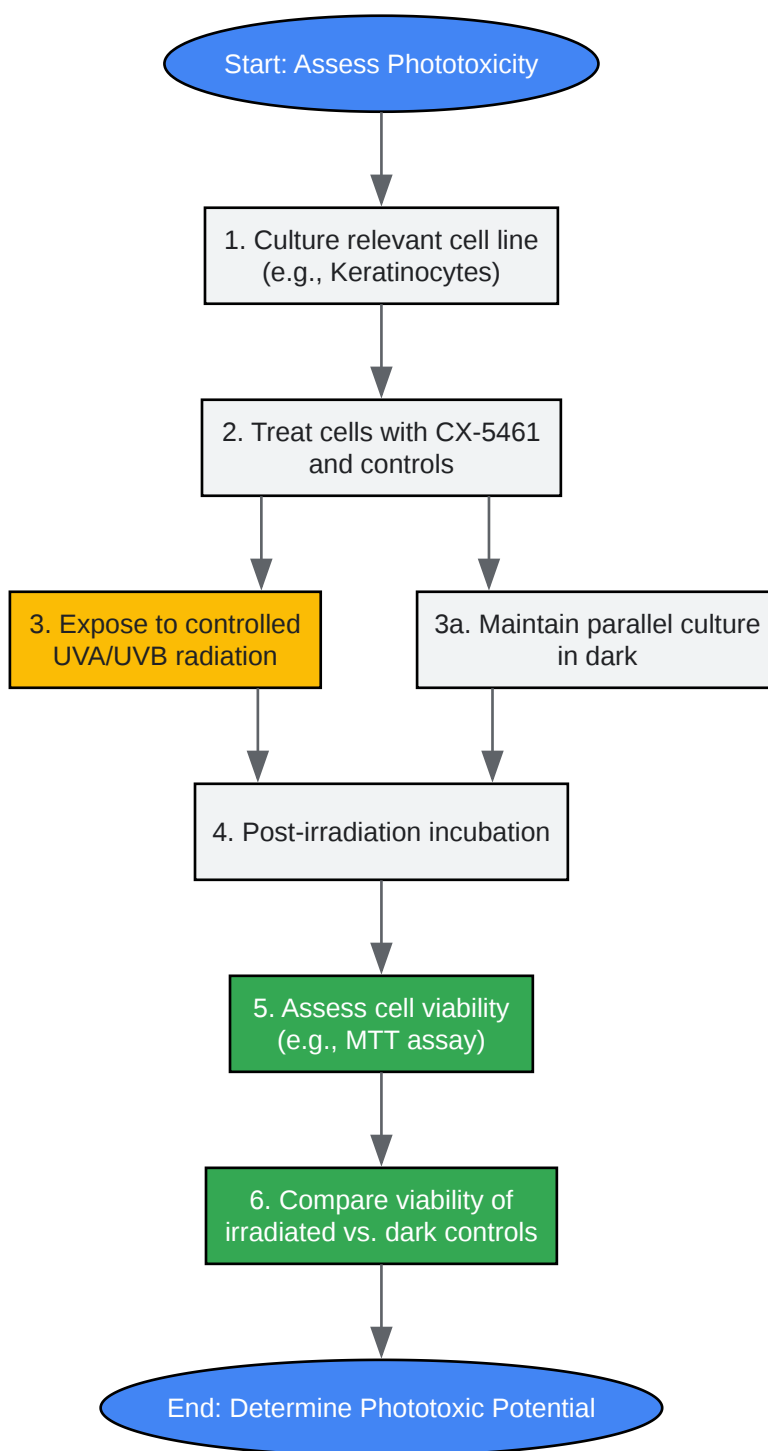 Start: Assess Phototoxicity
1. Culture relevant cell line
(e.g., Keratinocytes)
2. Treat cells with CX-5461
and controls
3. Expose to controlled
UVA/UVB radiation
3a. Maintain parallel culture
in dark
4. Post-irradiation incubation
5. Assess cell viability
(e.g., MTT assay)
6. Compare viability of
irradiated vs. dark controls
End: Determine Phototoxic Potential